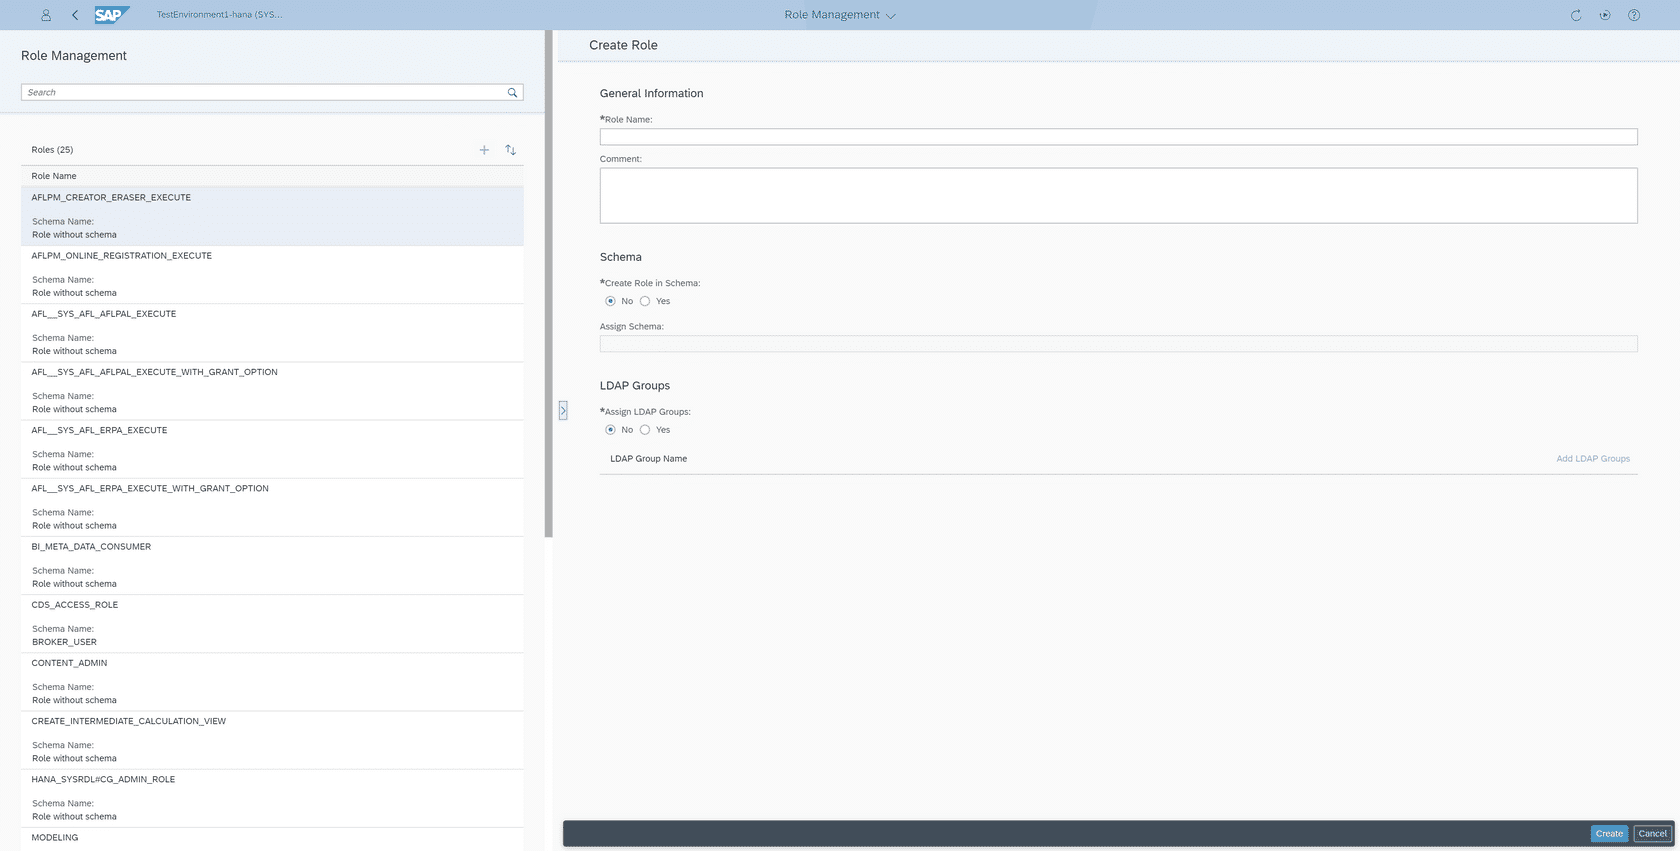 SAP
TestEnvironment1-hana (SYS...
Role Management
Role Management
Search
Roles (25)
Role Name
AFLPM_CREATOR_ERASER_EXECUTE
Schema Name:
Role without schema
AFLPM_ONLINE_REGISTRATION_EXECUTE
Schema Name:
Role without schema
AFL__SYS_AFL_AFLPAL_EXECUTE
Schema Name:
Role without schema
AFL__SYS_AFL_AFLPAL_EXECUTE_WITH_GRANT_OPTION
Schema Name:
Role without schema
AFL__SYS_AFL_ERPA_EXECUTE
Schema Name:
Role without schema
AFL__SYS_AFL_ERPA_EXECUTE_WITH_GRANT_OPTION
Schema Name:
Role without schema
BI_META_DATA_CONSUMER
Schema Name:
Role without schema
CDS_ACCESS_ROLE
Schema Name:
BROKER_USER
CONTENT_ADMIN
Schema Name:
Role without schema
CREATE_INTERMEDIATE_CALCULATION_VIEW
Schema Name:
Role without schema
HANA_SYSRDL#CG_ADMIN_ROLE
Schema Name:
Role without schema
MODELING
Create Role
General Information
*Role Name:
Comment:
Schema
*Create Role in Schema:
No Yes
Assign Schema:
LDAP Groups
*Assign LDAP Groups:
No Yes
LDAP Group Name Add LDAP Groups
Create Cancel